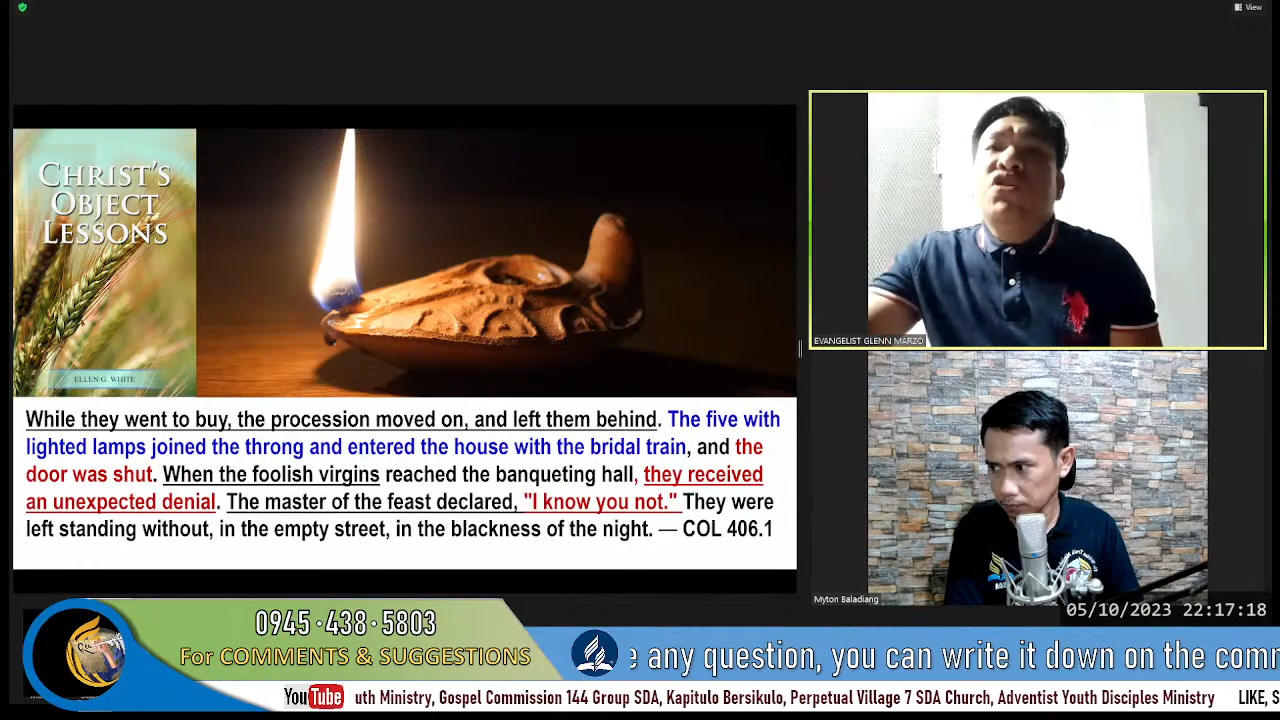 View
CHRIST'S
OBJECT
LESSONS
ELLEN G. WHITE
While they went to buy, the procession moved on, and left them behind. The five with
lighted lamps joined the throng and entered the house with the bridal train, and the
door was shut. When the foolish virgins reached the banqueting hall, they received
an unexpected denial. The master of the feast declared, "I know you not." They were
left standing without, in the empty street, in the blackness of the night. — COL 406.1
EVANGELIST GLENN MARZO
Myton Baladiang
05/10/2023 22:17:18
0945·438·5803
For COMMENTS & SUGGESTIONS
e any question, you can write it down on the com
YouTube uth Ministry, Gospel Commission 144 Group SDA, Kapitulo Bersikulo, Perpetual Village 7 SDA Church, Adventist Youth Disciples Ministry LIKE, S